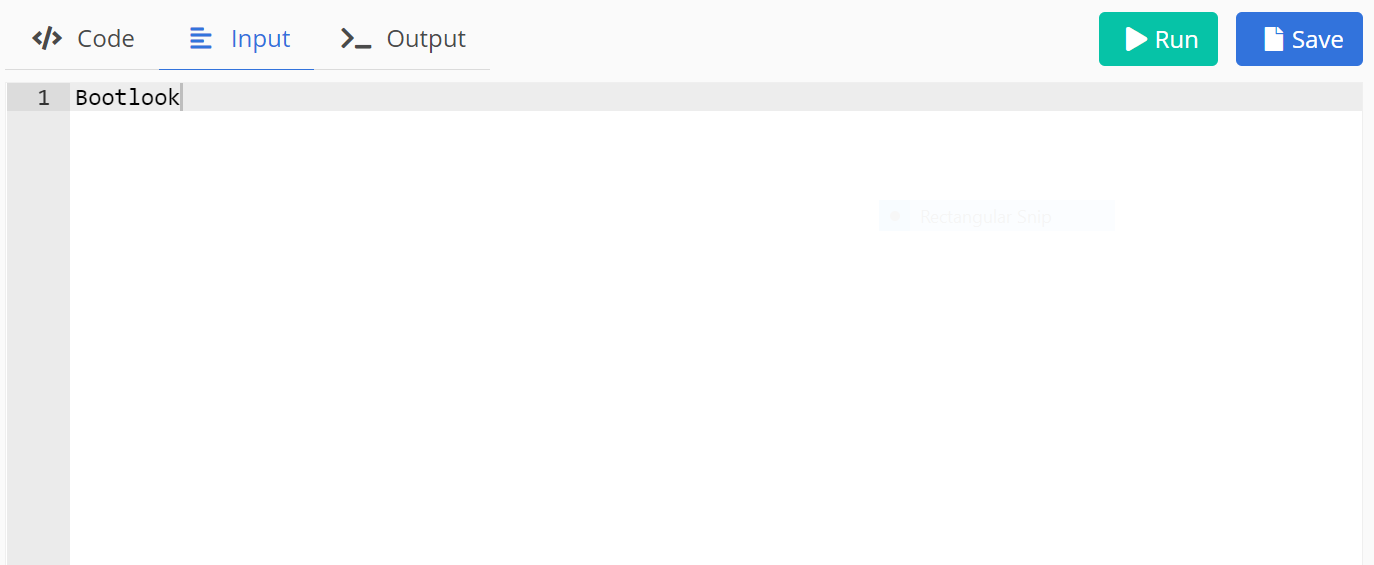 Code Input Output Run Save
1 Bootlook
Rectangular Snip